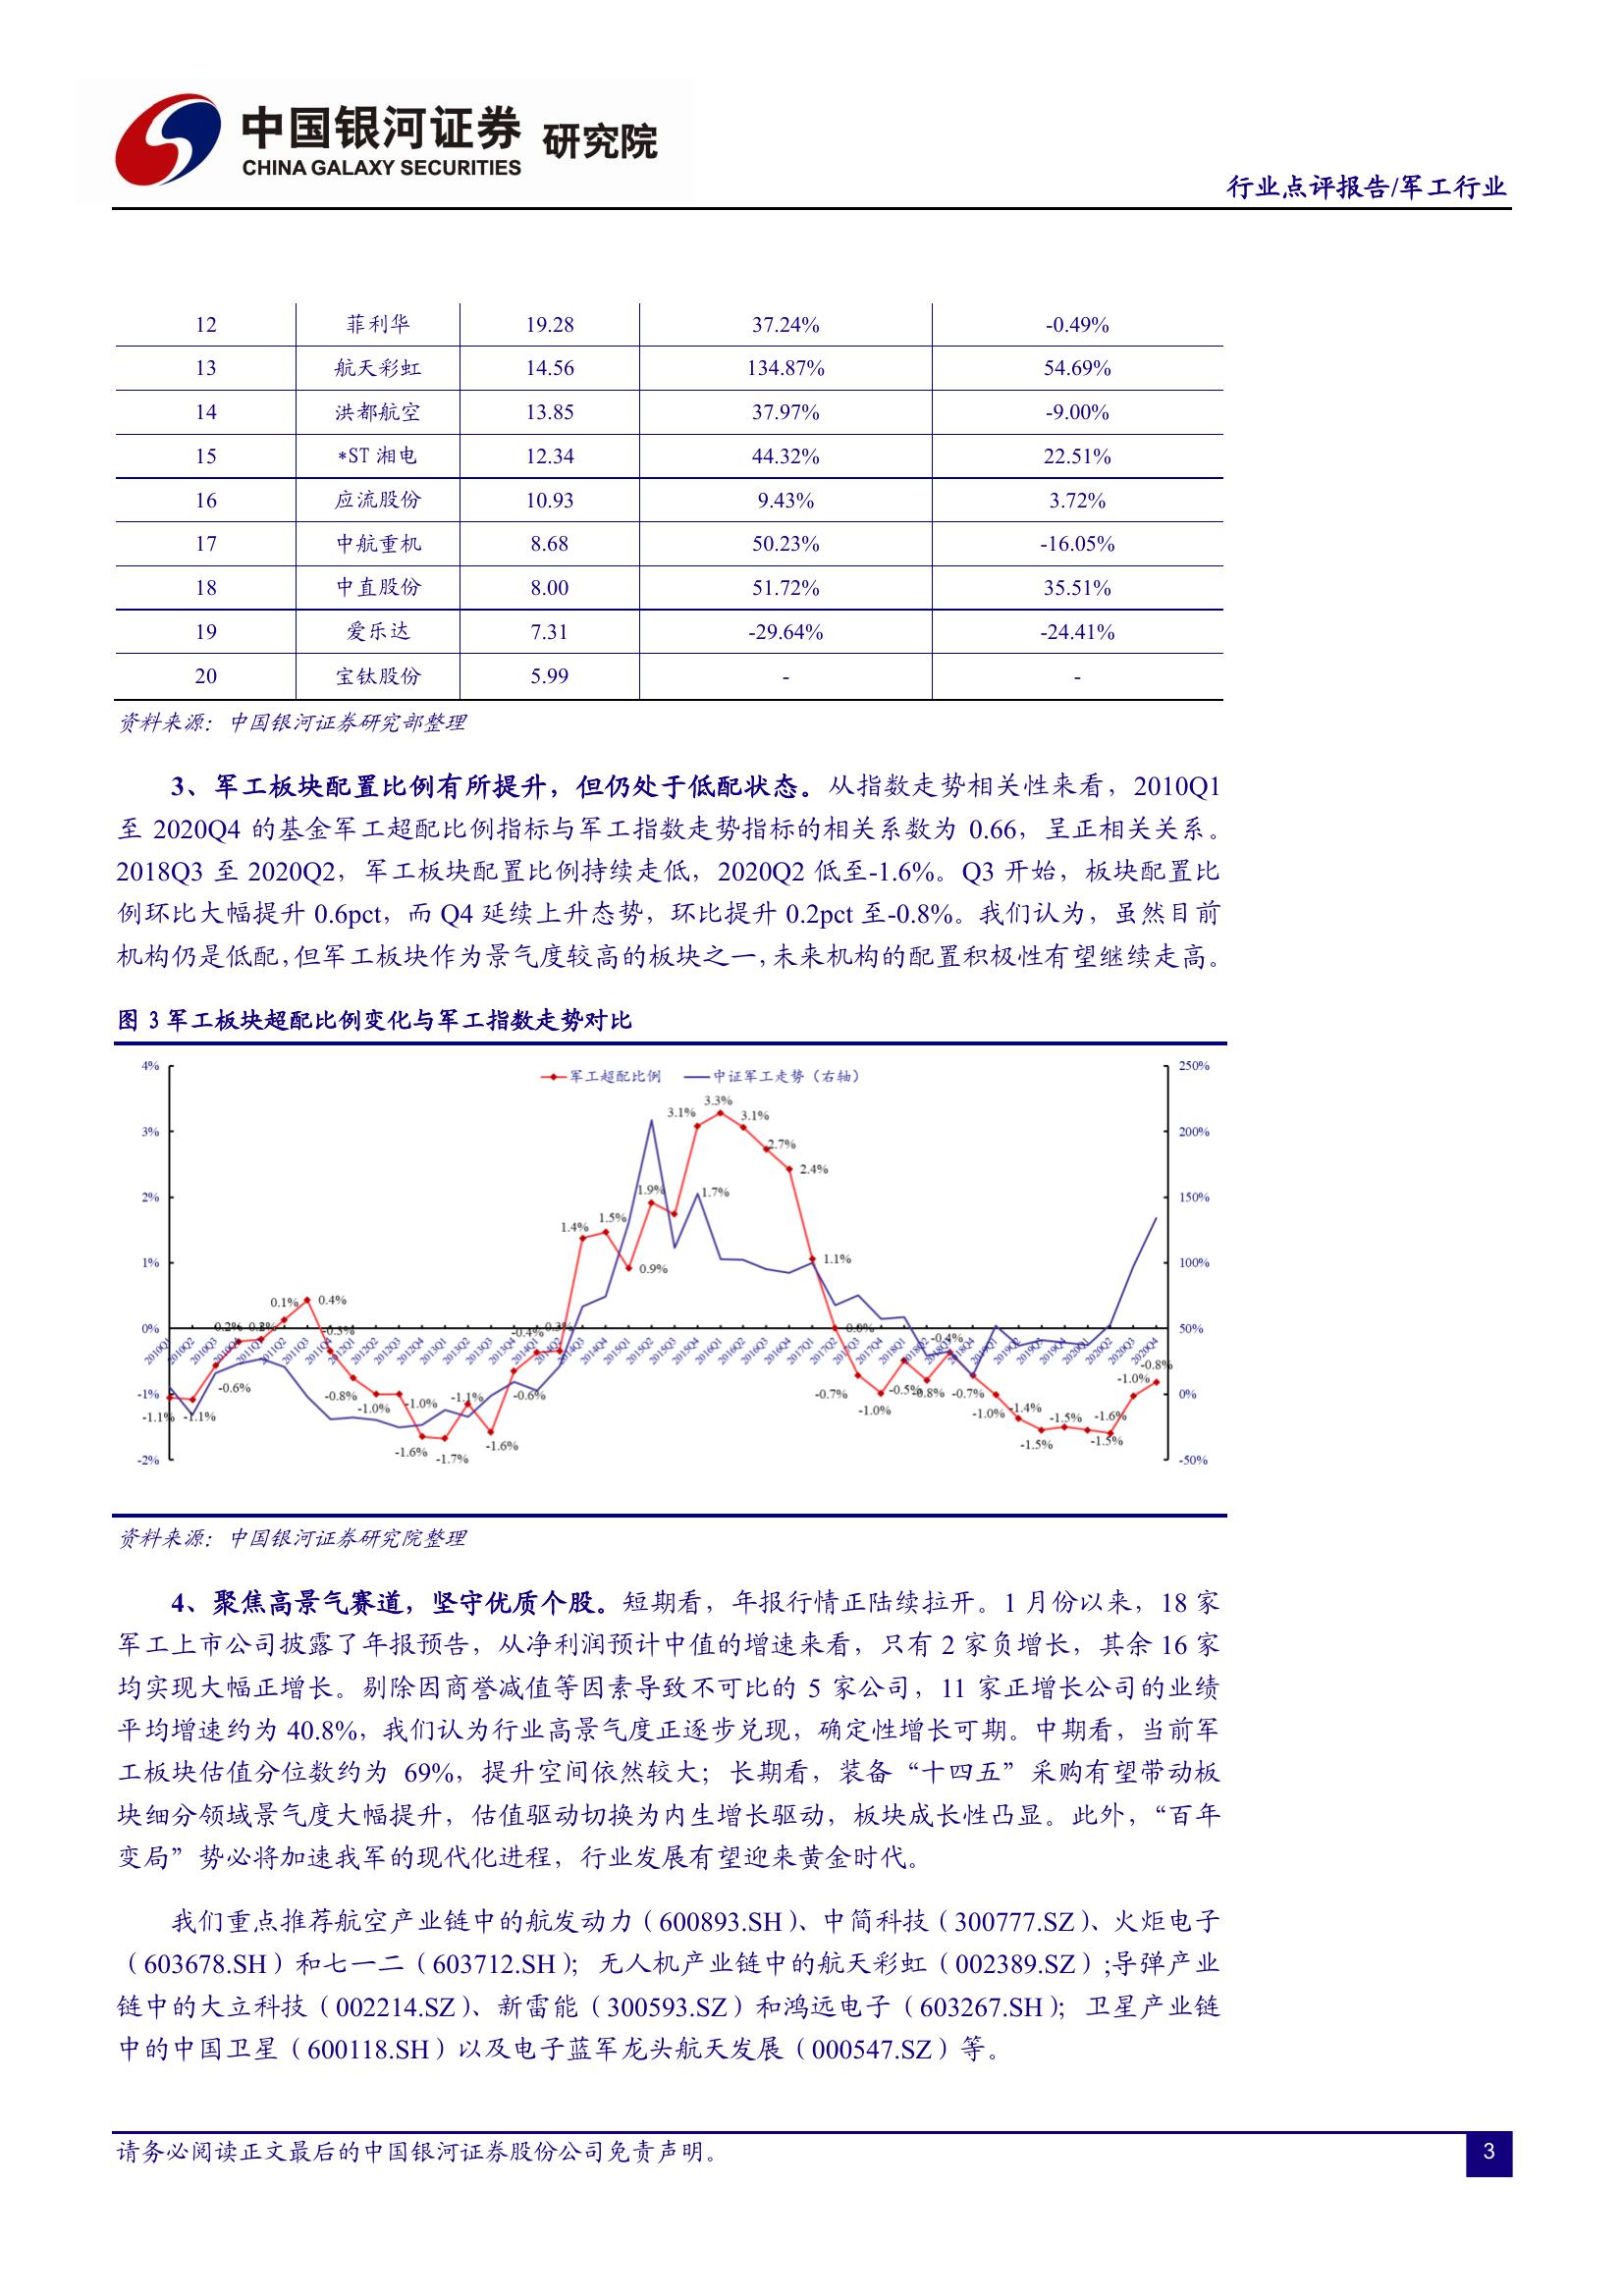 中国银河证券 研究院
CHINA GALAXY SECURITIES
行业点评报告/军工行业
12 菲利华 19.28 37.24% -0.49%
13 航天彩虹 14.56 134.87% 54.69%
14 洪都航空 13.85 37.97% -9.00%
15 *ST 湘电 12.34 44.32% 22.51%
16 应流股份 10.93 9.43% 3.72%
17 中航重机 8.68 50.23% -16.05%
18 中直股份 8.00 51.72% 35.51%
19 爱乐达 7.31 -29.64% -24.41%
20 宝钛股份 5.99 - -
资料来源：中国银河证券研究部整理
3、军工板块配置比例有所提升，但仍处于低配状态。从指数走势相关性来看，2010Q1
至 2020Q4 的基金军工超配比例指标与军工指数走势指标的相关系数为 0.66，呈正相关关系。
2018Q3 至 2020Q2，军工板块配置比例持续走低，2020Q2 低至-1.6%。Q3 开始，板块配置比
例环比大幅提升 0.6pct，而 Q4 延续上升态势，环比提升 0.2pct 至-0.8%。我们认为，虽然目前
机构仍是低配，但军工板块作为景气度较高的板块之一，未来机构的配置积极性有望继续走高。
图 3 军工板块超配比例变化与军工指数走势对比
军工超配比例 中证军工走势（右轴）
4%
3%
2%
1%
0%
-1%
-2%
250%
200%
150%
100%
50%
0%
-50%
-1.1% -1.1% -0.6% 0.2% 0.2% 0.1% 0.4% -0.3% -0.8% -1.0% -1.0% -1.6% -1.7% -1.1% -1.6% -0.6% -0.4% 0.3% 1.4% 1.5% 0.9% 1.9% 1.7% 3.1% 3.3% 3.1% 2.7% 2.4% 1.1% 0.0% -0.7% -1.0% -0.5% -0.8% -0.4% -0.7% -1.0% -1.4% -1.5% -1.5% -1.5% -1.6% -1.0% -0.8%
2010Q1 2010Q2 2010Q3 2010Q4 2011Q1 2011Q2 2011Q3 2011Q4 2012Q1 2012Q2 2012Q3 2012Q4 2013Q1 2013Q2 2013Q3 2013Q4 2014Q1 2014Q2 2014Q3 2014Q4 2015Q1 2015Q2 2015Q3 2015Q4 2016Q1 2016Q2 2016Q3 2016Q4 2017Q1 2017Q2 2017Q3 2017Q4 2018Q1 2018Q2 2018Q3 2018Q4 2019Q1 2019Q2 2019Q3 2019Q4 2020Q1 2020Q2 2020Q3 2020Q4
资料来源：中国银河证券研究院整理
4、聚焦高景气赛道，坚守优质个股。短期看，年报行情正陆续拉开。1 月份以来，18 家
军工上市公司披露了年报预告，从净利润预计中值的增速来看，只有 2 家负增长，其余 16 家
均实现大幅正增长。剔除因商誉减值等因素导致不可比的 5 家公司，11 家正增长公司的业绩
平均增速约为 40.8%，我们认为行业高景气度正逐步兑现，确定性增长可期。中期看，当前军
工板块估值分位数约为 69%，提升空间依然较大；长期看，装备“十四五”采购有望带动板
块细分领域景气度大幅提升，估值驱动切换为内生增长驱动，板块成长性凸显。此外，“百年
变局”势必将加速我军的现代化进程，行业发展有望迎来黄金时代。
我们重点推荐航空产业链中的航发动力（600893.SH）、中简科技（300777.SZ）、火炬电子
（603678.SH）和七一二（603712.SH）；无人机产业链中的航天彩虹（002389.SZ）;导弹产业
链中的大立科技（002214.SZ）、新雷能（300593.SZ）和鸿远电子（603267.SH）；卫星产业链
中的中国卫星（600118.SH）以及电子蓝军龙头航天发展（000547.SZ）等。
请务必阅读正文最后的中国银河证券股份公司免责声明。
3